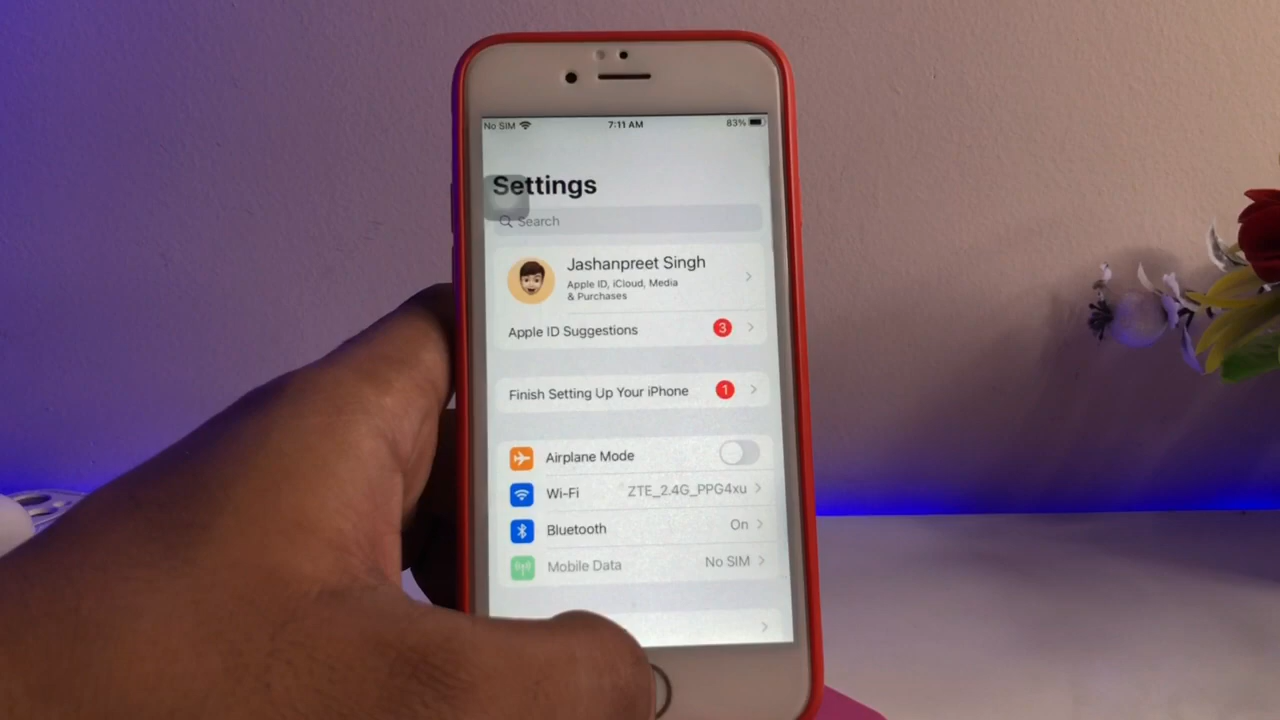 No SIM
7:11 AM
83%
Settings
Search
Jashanpreet Singh
Apple ID, iCloud, Media
& Purchases
Apple ID Suggestions 3
Finish Setting Up Your iPhone 1
Airplane Mode
Wi-Fi ZTE_2.4G_PPG4xu
Bluetooth On
Mobile Data No SIM